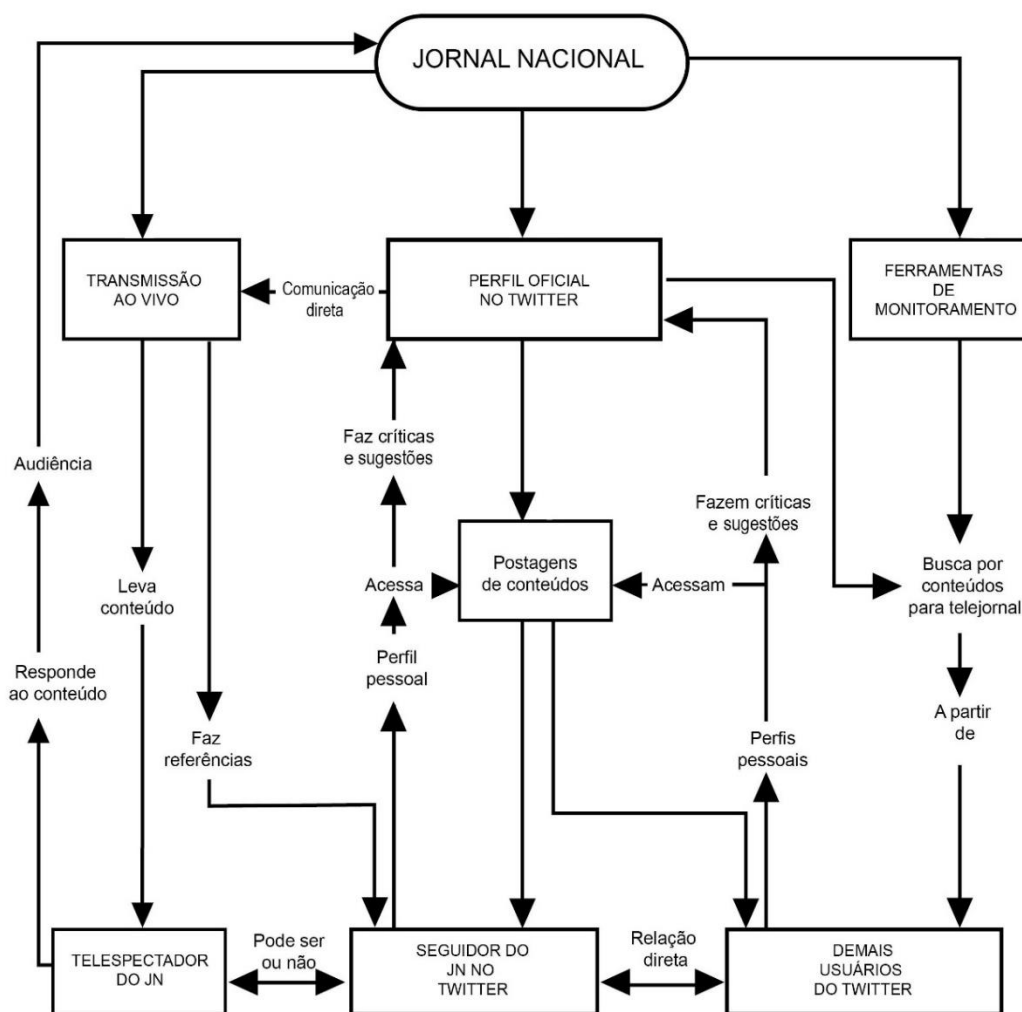 JORNAL NACIONAL
TRANSMISSÃO
AO VIVO
Comunicação
direta
PERFIL OFICIAL
NO TWITTER
FERRAMENTAS
DE
MONITORAMENTO
Audiência
Faz críticas
e sugestões
Fazem críticas
e sugestões
Leva
conteúdo
Acessa
Postagens
de conteúdos
Acessam
Busca por
conteúdos
para telejornal
Responde
ao conteúdo
Perfil
pessoal
Faz
referências
Perfis
pessoais
A partir
de
TELESPECTADOR
DO JN
Pode ser
ou não
SEGUIDOR DO
JN NO
TWITTER
Relação
direta
DEMAIS
USUÁRIOS
DO TWITTER